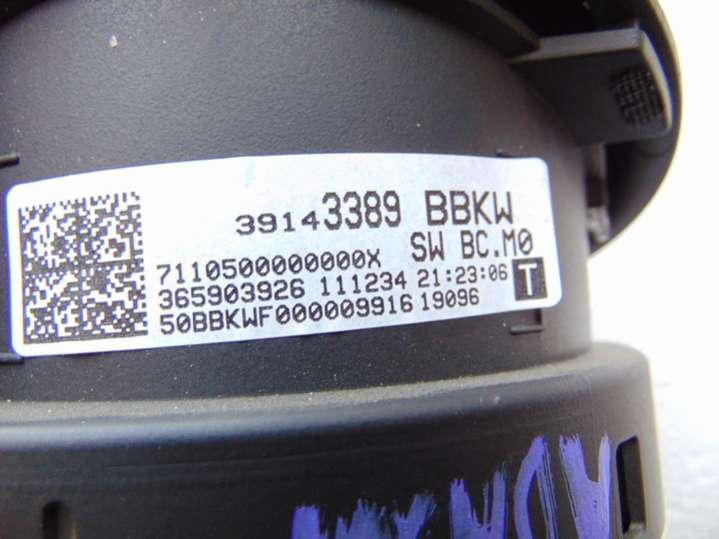 39143389 BBKW
SW BC.M0
7110500000000X
365903926 111234 21:23:06
50BBKWF000009916 19096
T